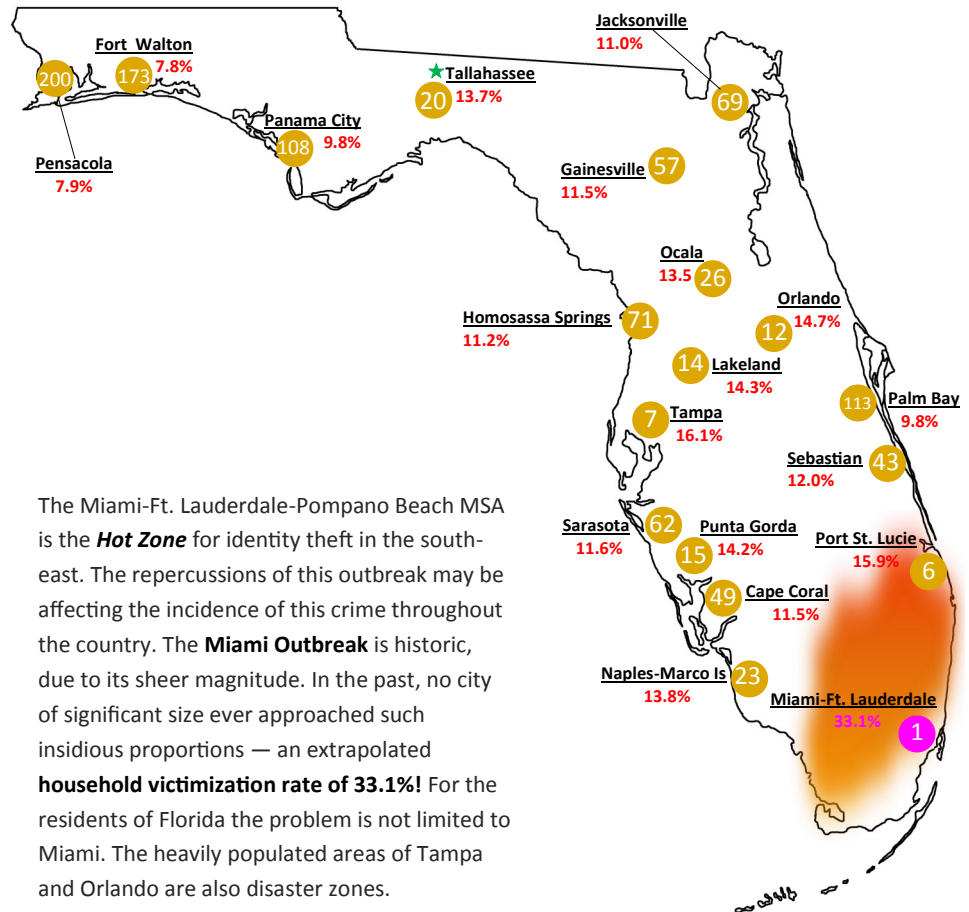 Jacksonville
11.0%
69
Fort Walton
7.8%
173
200
Pensacola
7.9%
Tallahassee
13.7%
20
Panama City
9.8%
108
Gainesville
11.5%
57
Ocala
13.5
26
Orlando
14.7%
12
Homosassa Springs
11.2%
71
14
Lakeland
14.3%
7
Tampa
16.1%
113
Palm Bay
9.8%
Sebastian
12.0%
43
Sarasota
11.6%
62
Punta Gorda
14.2%
15
Port St. Lucie
15.9%
6
49
Cape Coral
11.5%
Naples-Marco Is
13.8%
23
Miami-Ft. Lauderdale
33.1%
1
The Miami-Ft. Lauderdale-Pompano Beach MSA
is the Hot Zone for identity theft in the south-
east. The repercussions of this outbreak may be
affecting the incidence of this crime throughout
the country. The Miami Outbreak is historic,
due to its sheer magnitude. In the past, no city
of significant size ever approached such
insidious proportions — an extrapolated
household victimization rate of 33.1%! For the
residents of Florida the problem is not limited to
Miami. The heavily populated areas of Tampa
and Orlando are also disaster zones.